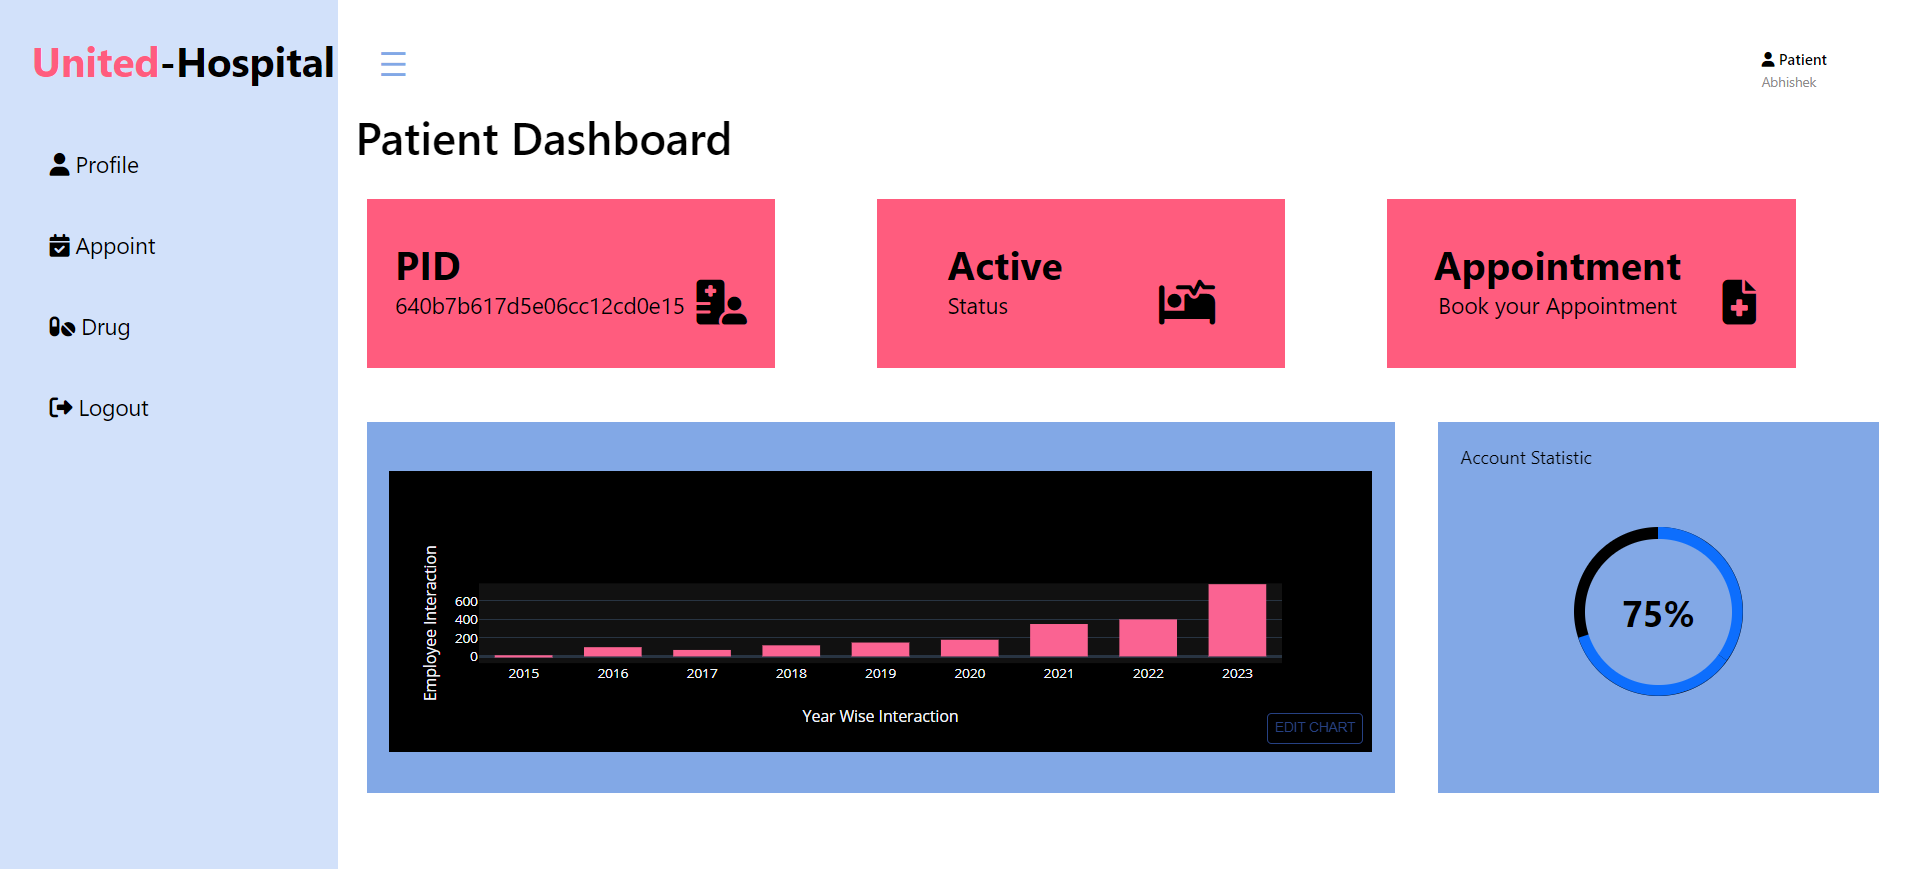 United-Hospital
Profile
Appoint
Drug
Logout
Patient
Abhishek
Patient Dashboard
PID
640b7b617d5e06cc12cd0e15
Active
Status
Appointment
Book your Appointment
Employee Interaction
600
400
200
0
2015 2016 2017 2018 2019 2020 2021 2022 2023
Year Wise Interaction
EDIT CHART
Account Statistic
75%